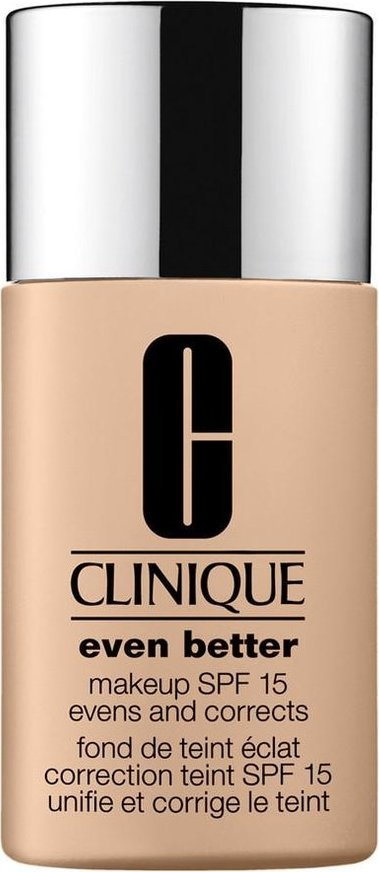 C
CLINIQUE
even better
makeup SPF 15
evens and corrects
fond de teint éclat
correction teint SPF 15
unifie et corrige le teint